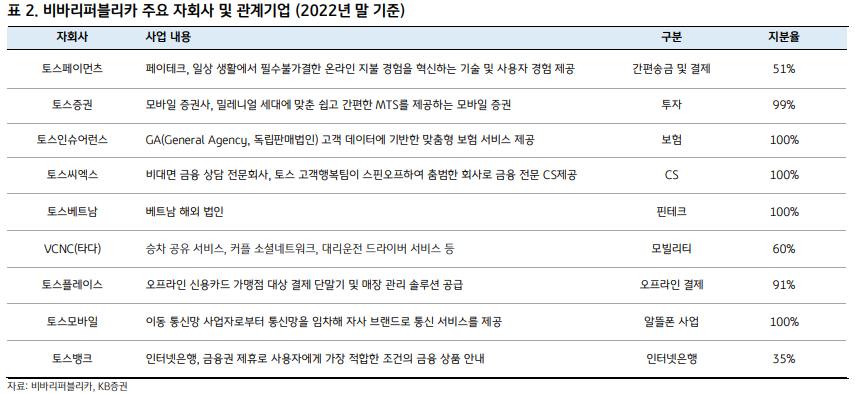 표 2. 비바리퍼블리카 주요 자회사 및 관계기업 (2022년 말 기준)
자회사 사업 내용 구분 지분율
토스페이먼츠 페이테크, 일상 생활에서 필수불가결한 온라인 지불 경험을 혁신하는 기술 및 사용자 경험 제공 간편송금 및 결제 51%
토스증권 모바일 증권사, 밀레니얼 세대에 맞춘 쉽고 간편한 MTS를 제공하는 모바일 증권 투자 99%
토스인슈어런스 GA(General Agency, 독립판매법인) 고객 데이터에 기반한 맞춤형 보험 서비스 제공 보험 100%
토스씨엑스 비대면 금융 상담 전문회사, 토스 고객행복팀이 스핀오프하여 춤범한 회사로 금융 전문 CS제공 CS 100%
토스베트남 베트남 해외 법인 핀테크 100%
VCNC(타다) 승차 공유 서비스, 커플 소셜네트워크, 대리운전 드라이버 서비스 등 모빌리티 60%
토스플레이스 오프라인 신용카드 가맹점 대상 결제 단말기 및 매장 관리 솔루션 공급 오프라인 결제 91%
토스모바일 이동 통신망 사업자로부터 통신망을 임차해 자사 브랜드로 통신 서비스를 제공 알뜰폰 사업 100%
토스뱅크 인터넷은행, 금융권 제휴로 사용자에게 가장 적합한 조건의 금융 상품 안내 인터넷은행 35%
자료: 비바리퍼블리카, KB증권